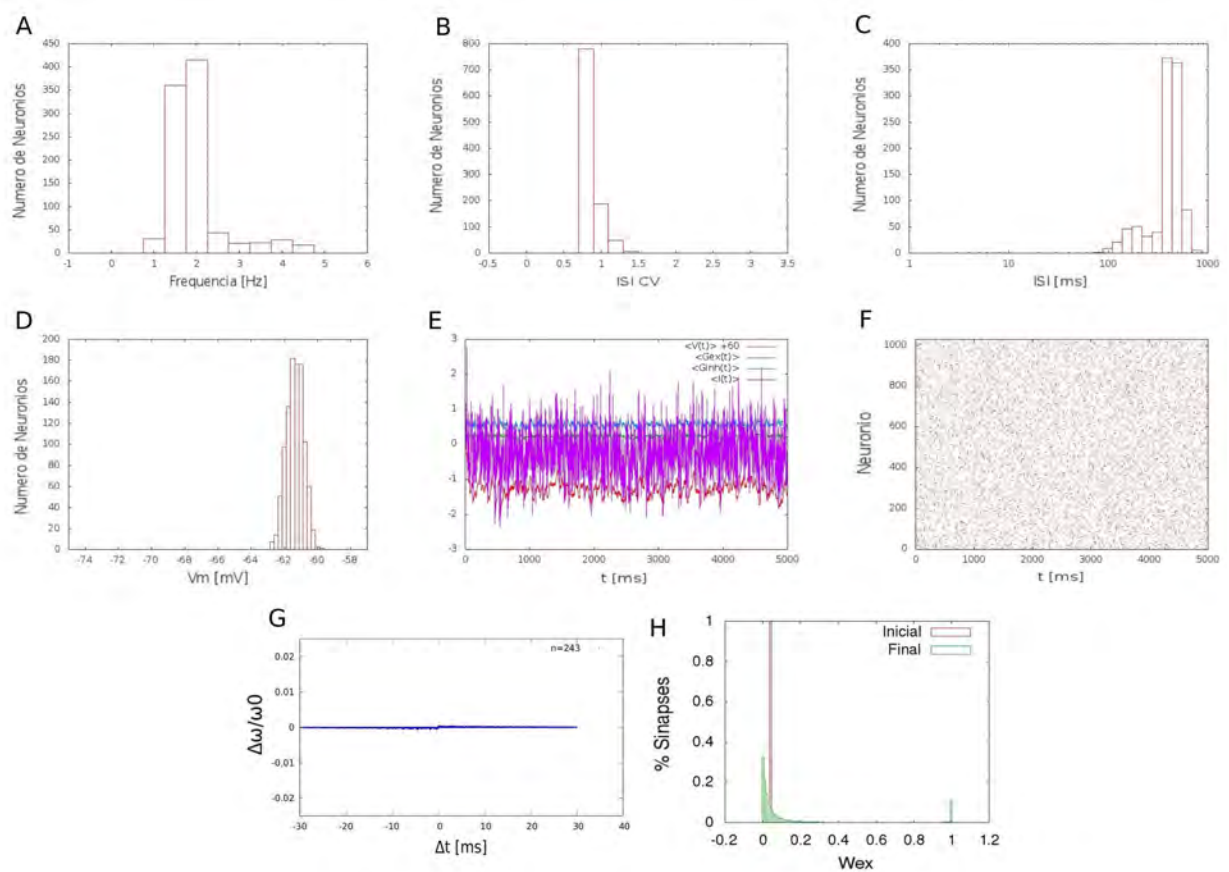 A
Numero de Neuronios
450
400
350
300
250
200
150
100
50
0
-1 0 1 2 3 4 5 6
Frequencia [Hz]
B
Numero de Neuronios
800
700
600
500
400
300
200
100
0
-0.5 0 0.5 1 1.5 2 2.5 3 3.5
ISI CV
C
Numero de Neuronios
400
350
300
250
200
150
100
50
0
1 10 100 1000
ISI [ms]
D
Numero de Neuronios
200
180
160
140
120
100
80
60
40
20
0
-74 -72 -70 -68 -66 -64 -62 -60 -58
Vm [mV]
E
3
2
1
0
-1
-2
-3
<V(t)> +60
<Gex(t)>
<Ginh(t)>
<I(t)>
0 1000 2000 3000 4000 5000
t [ms]
F
Neuronio
1000
800
600
400
200
0
0 1000 2000 3000 4000 5000
t [ms]
G
Δω/ω0
0.02
0.01
0
-0.01
-0.02
n=243
-30 -20 -10 0 10 20 30 40
Δt [ms]
H
% Sinapses
1
0.8
0.6
0.4
0.2
0
Inicial
Final
-0.2 0 0.2 0.4 0.6 0.8 1 1.2
Wex